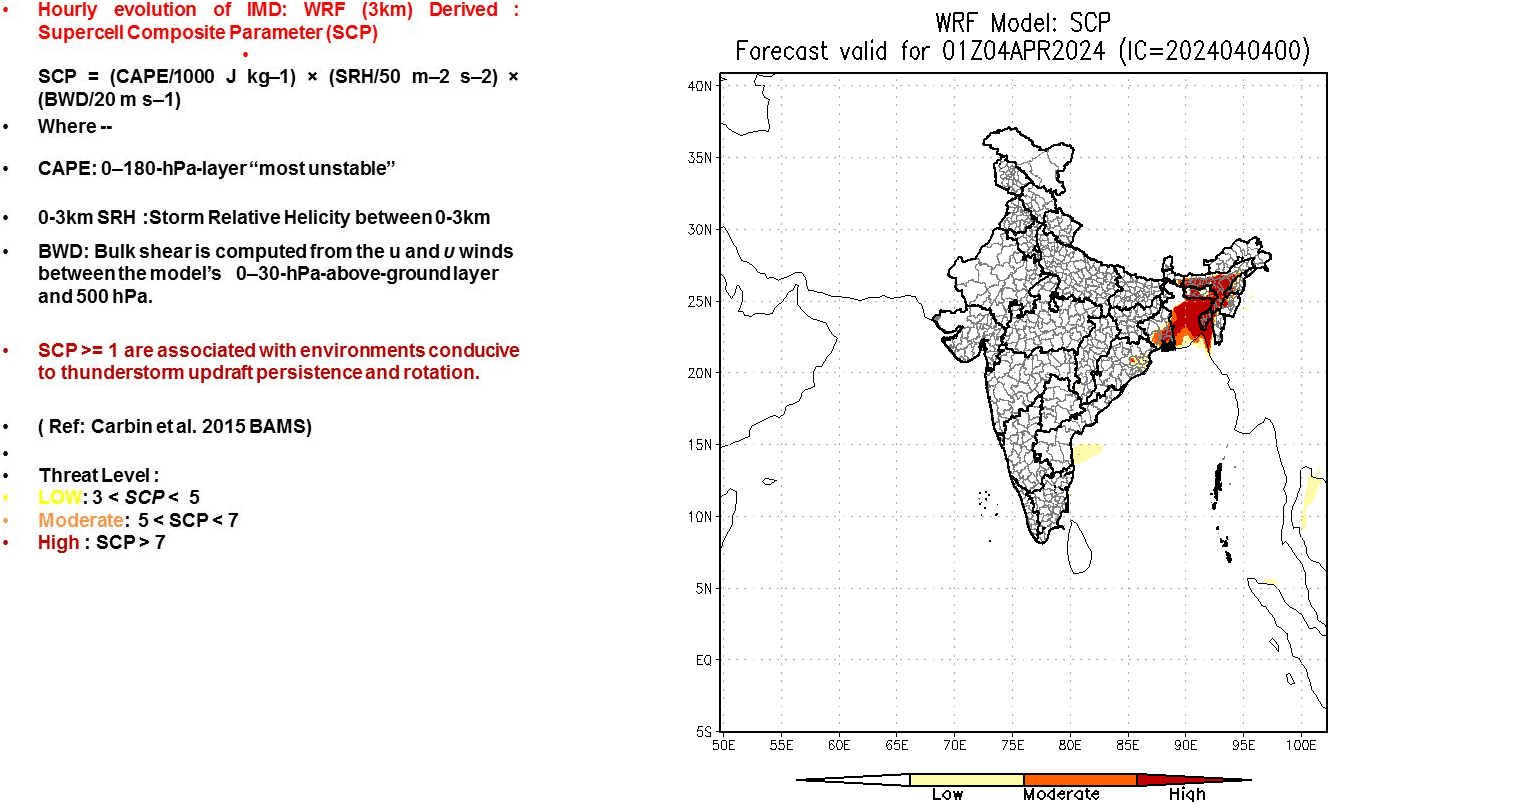 • Hourly evolution of IMD: WRF (3km) Derived :
Supercell Composite Parameter (SCP)
•
SCP = (CAPE/1000 J kg–1) × (SRH/50 m–2 s–2) ×
(BWD/20 m s–1)
• Where --
• CAPE: 0–180-hPa-layer “most unstable”
• 0-3km SRH :Storm Relative Helicity between 0-3km
• BWD: Bulk shear is computed from the u and υ winds
between the model’s 0–30-hPa-above-ground layer
and 500 hPa.
• SCP >= 1 are associated with environments conducive
to thunderstorm updraft persistence and rotation.
• ( Ref: Carbin et al. 2015 BAMS)
•
• Threat Level :
• LOW: 3 < SCP < 5
• Moderate: 5 < SCP < 7
• High : SCP > 7
WRF Model: SCP
Forecast valid for 01Z04APR2024 (IC=2024040400)
40N
35N
30N
25N
20N
15N
10N
5N
EQ
5S
50E 55E 60E 65E 70E 75E 80E 85E 90E 95E 100E
Low Moderate High